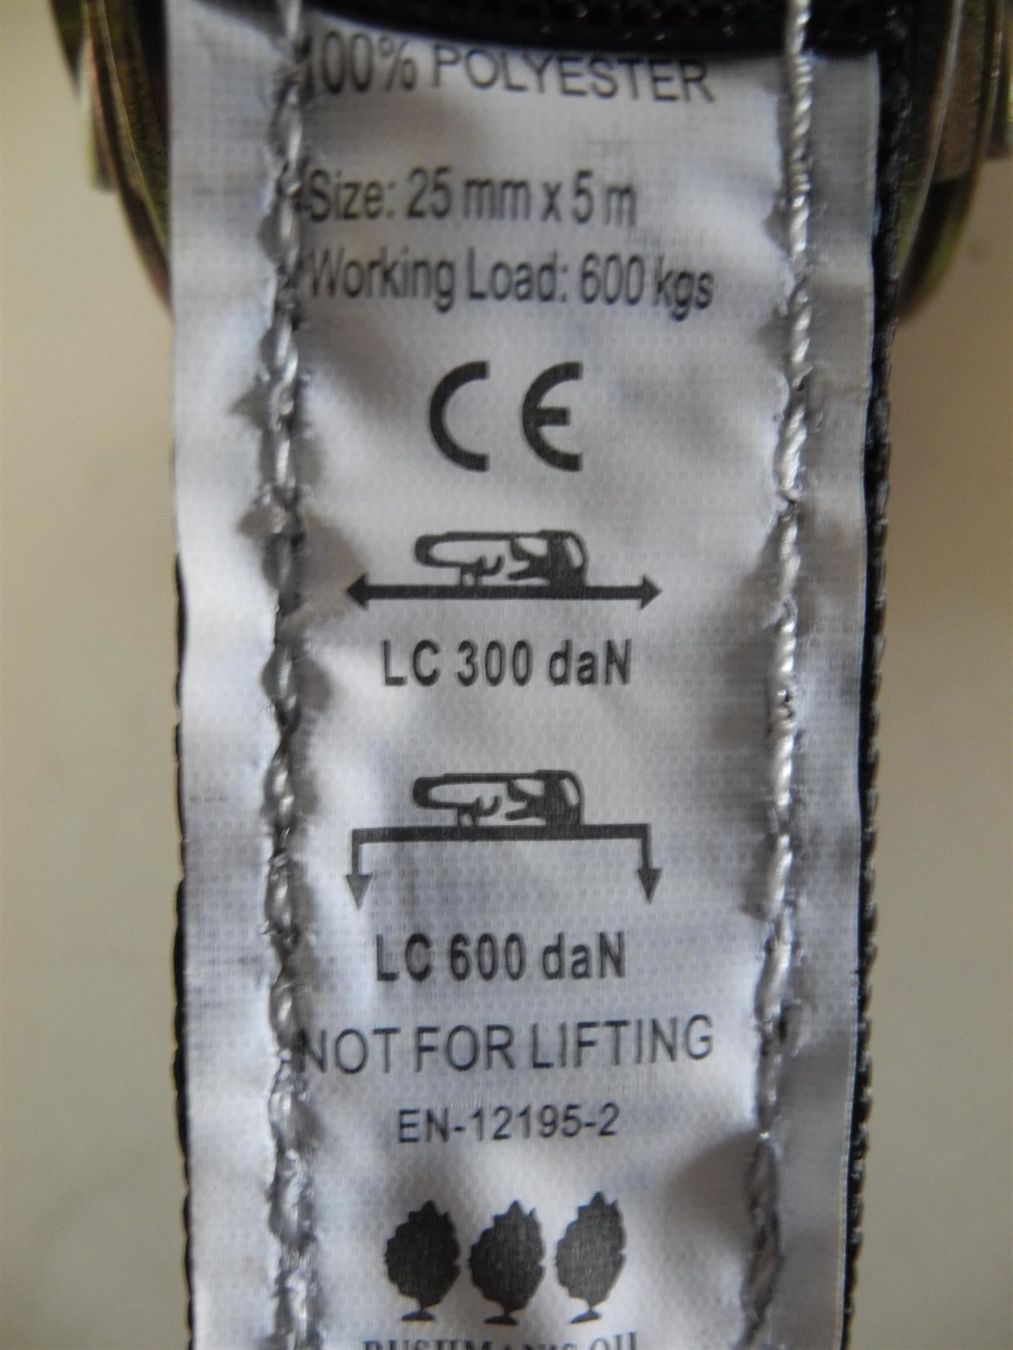 100% POLYESTER
Size: 25 mm x 5 m
Working Load: 600 kgs
CE
LC 300 daN
LC 600 daN
NOT FOR LIFTING
EN-12195-2